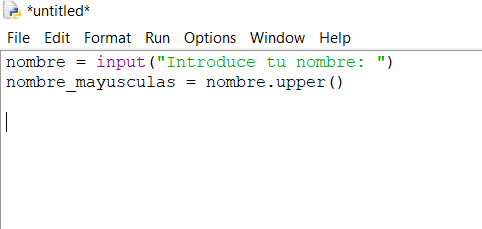 *untitled*
File Edit Format Run Options Window Help
nombre = input("Introduce tu nombre: ")
nombre_mayusculas = nombre.upper()